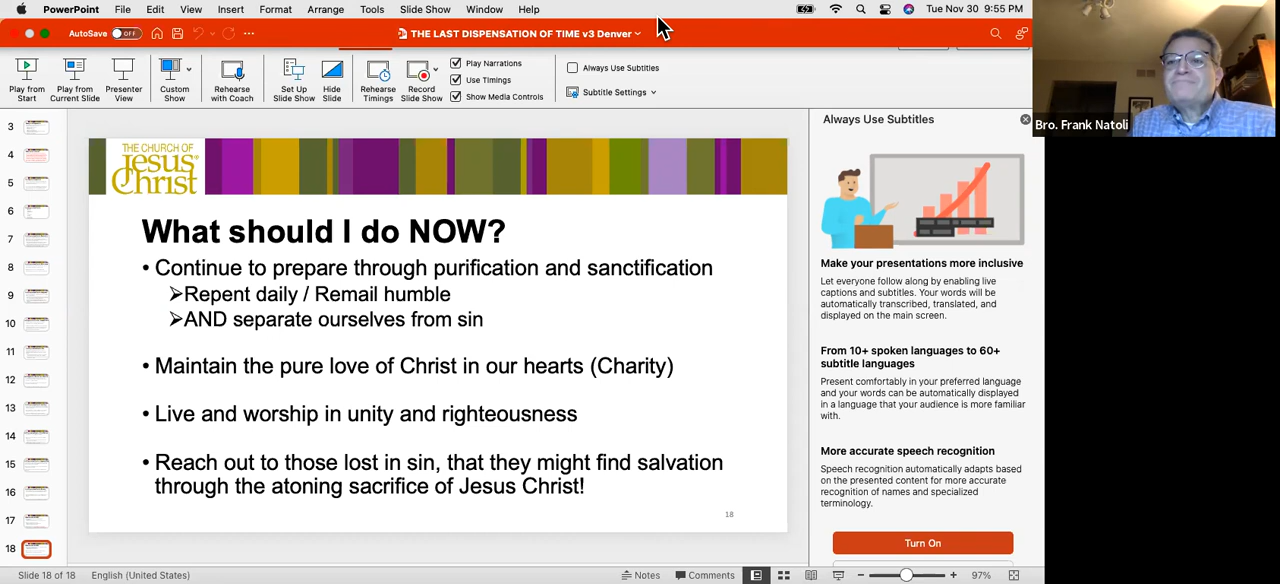 PowerPoint File Edit View Insert Format Arrange Tools Slide Show Window Help Tue Nov 30 9:55 PM
AutoSave OFF THE LAST DISPENSATION OF TIME v3 Denver
Play from Start
Play from Current Slide
Presenter View
Custom Show
Rehearse with Coach
Set Up Slide Show
Hide Slide
Rehearse Timings
Record Slide Show
Play Narrations
Use Timings
Show Media Controls
Always Use Subtitles
Subtitle Settings
Bro. Frank Natoli
3
4
5
6
7
8
9
10
11
12
13
14
15
16
17
18
THE CHURCH OF
Jesus
Christ
What should I do NOW?
• Continue to prepare through purification and sanctification
➢Repent daily / Remail humble
➢AND separate ourselves from sin
• Maintain the pure love of Christ in our hearts (Charity)
• Live and worship in unity and righteousness
• Reach out to those lost in sin, that they might find salvation
through the atoning sacrifice of Jesus Christ!
18
Always Use Subtitles
Make your presentations more inclusive
Let everyone follow along by enabling live
captions and subtitles. Your words will be
automatically transcribed, translated, and
displayed on the main screen.
From 10+ spoken languages to 60+
subtitle languages
Present comfortably in your preferred language
and your words can be automatically displayed
in a language that your audience is more familiar
with.
More accurate speech recognition
Speech recognition automatically adapts based
on the presented content for more accurate
recognition of names and specialized
terminology.
Turn On
Slide 18 of 18 English (United States) Notes Comments 97%